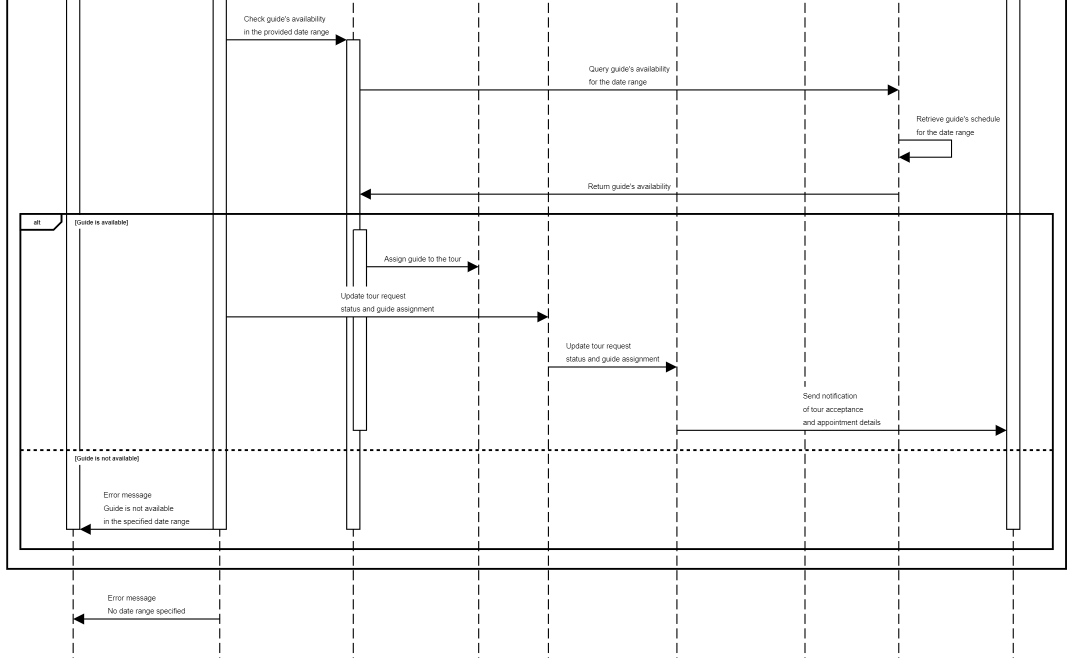 Check guide's availability
in the provided date range
Query guide's availability
for the date range
Retrieve guide's schedule
for the date range
Return guide's availability
alt
[Guide is available]
Assign guide to the tour
Update tour request
status and guide assignment
Update tour request
status and guide assignment
Send notification
of tour acceptance
and appointment details
[Guide is not available]
Error message
Guide is not available
in the specified date range
Error message
No date range specified